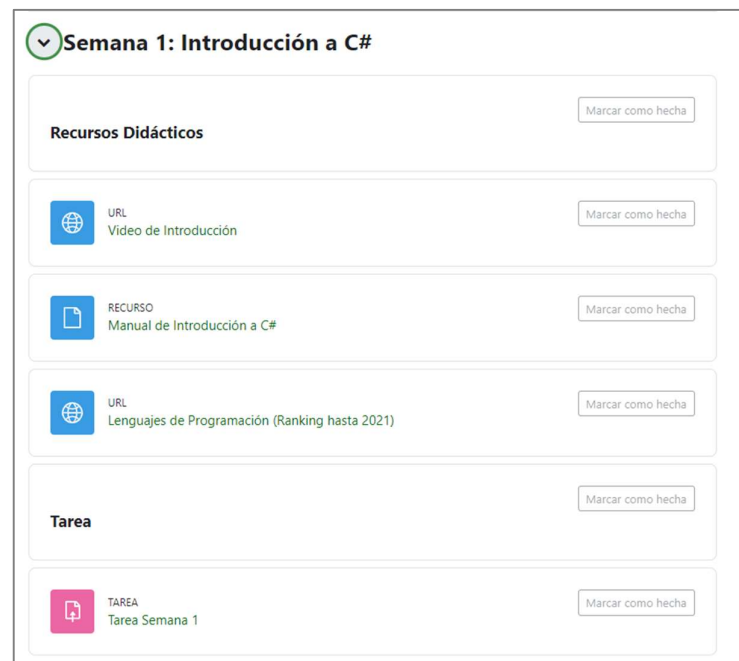 Semana 1: Introducción a C#
Marcar como hecha
Recursos Didácticos
URL
Video de Introducción
Marcar como hecha
RECURSO
Manual de Introducción a C#
Marcar como hecha
URL
Lenguajes de Programación (Ranking hasta 2021)
Marcar como hecha
Marcar como hecha
Tarea
TAREA
Tarea Semana 1
Marcar como hecha